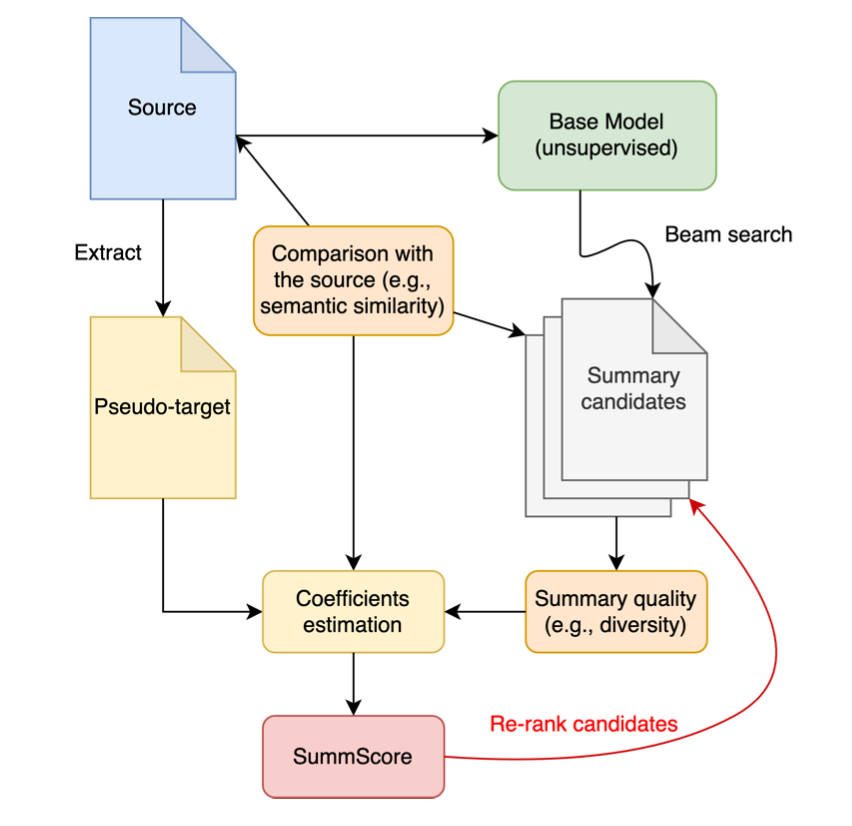 Source
Base Model
(unsupervised)
Extract
Comparison with
the source (e.g.,
semantic similarity)
Beam search
Pseudo-target
Summary
candidates
Coefficients
estimation
Summary quality
(e.g., diversity)
Re-rank candidates
SummScore